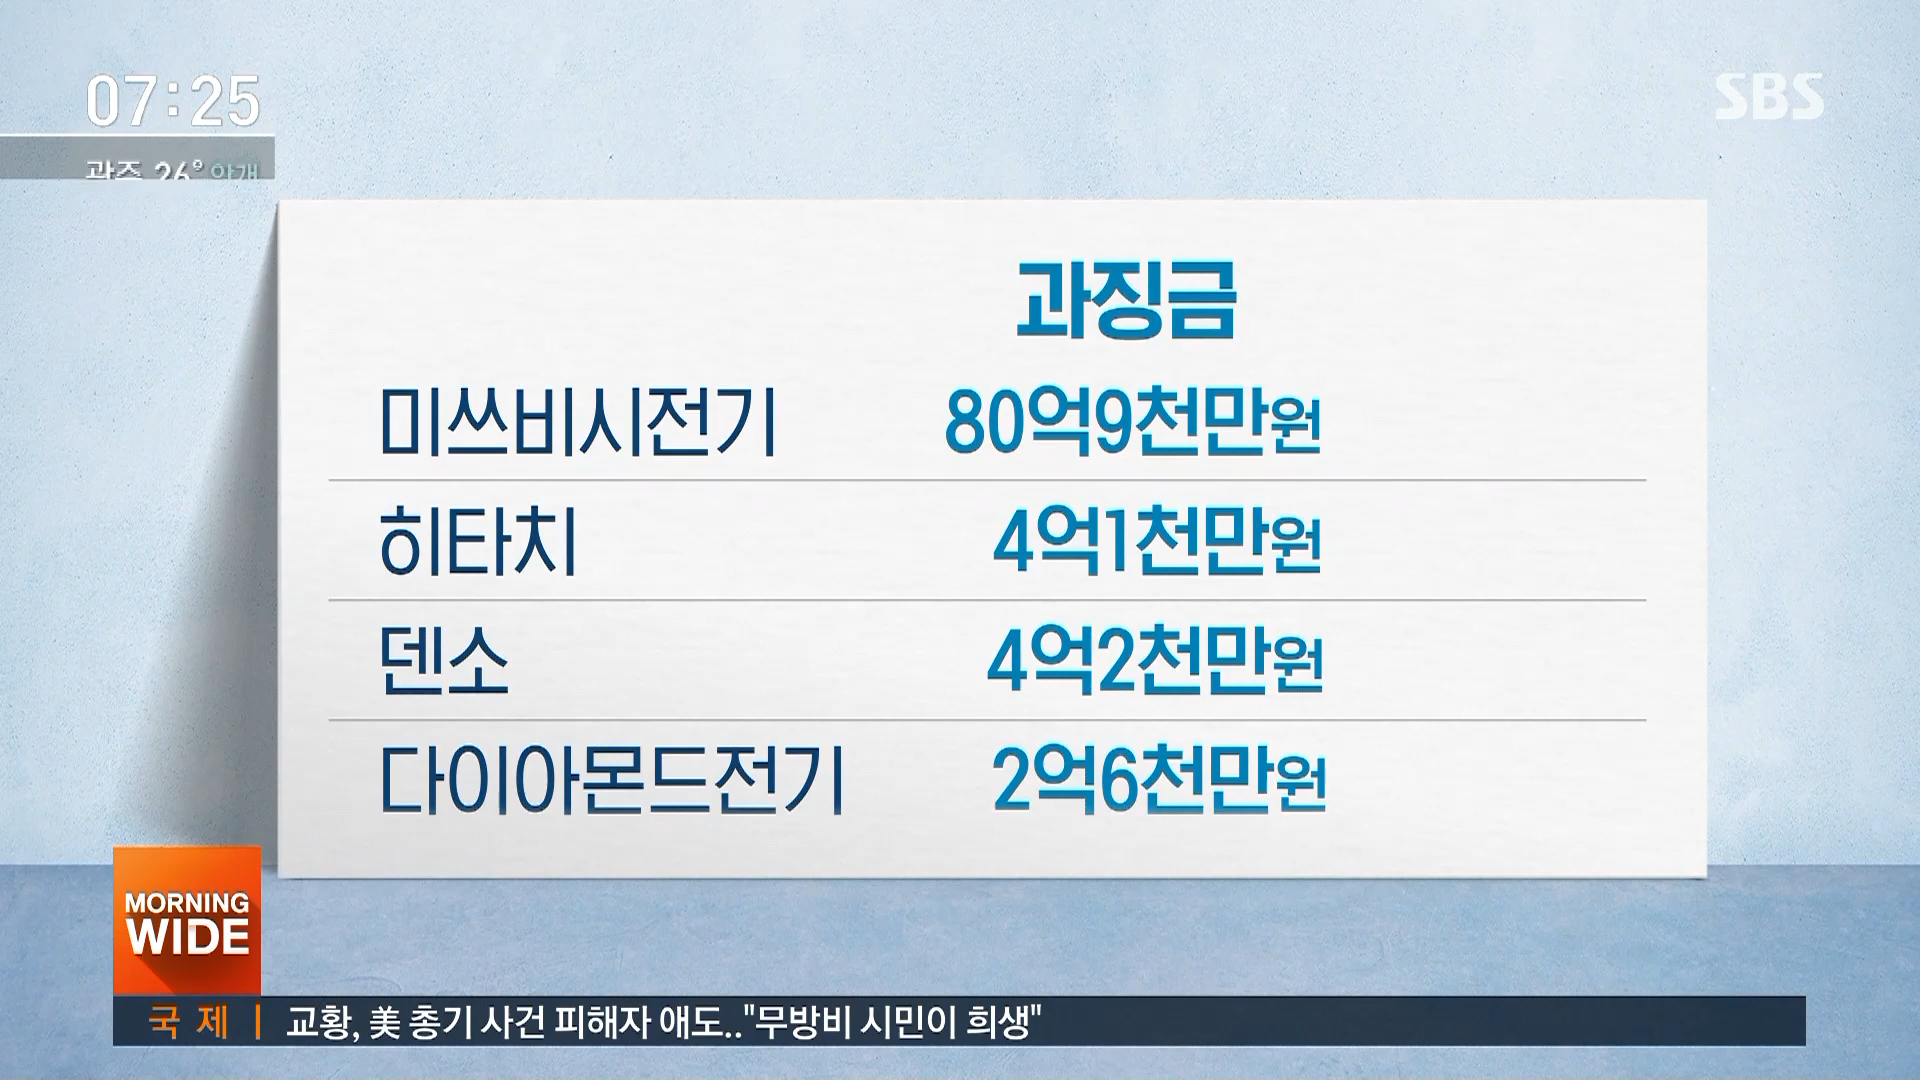 07:25
SBS
26°
과징금
미쓰비시전기 80억9천만원
히타치 4억1천만원
덴소 4억2천만원
다이아몬드전기 2억6천만원
MORNING
WIDE
국 제 | 교황, 美 총기 사건 피해자 애도.."무방비 시민이 희생"